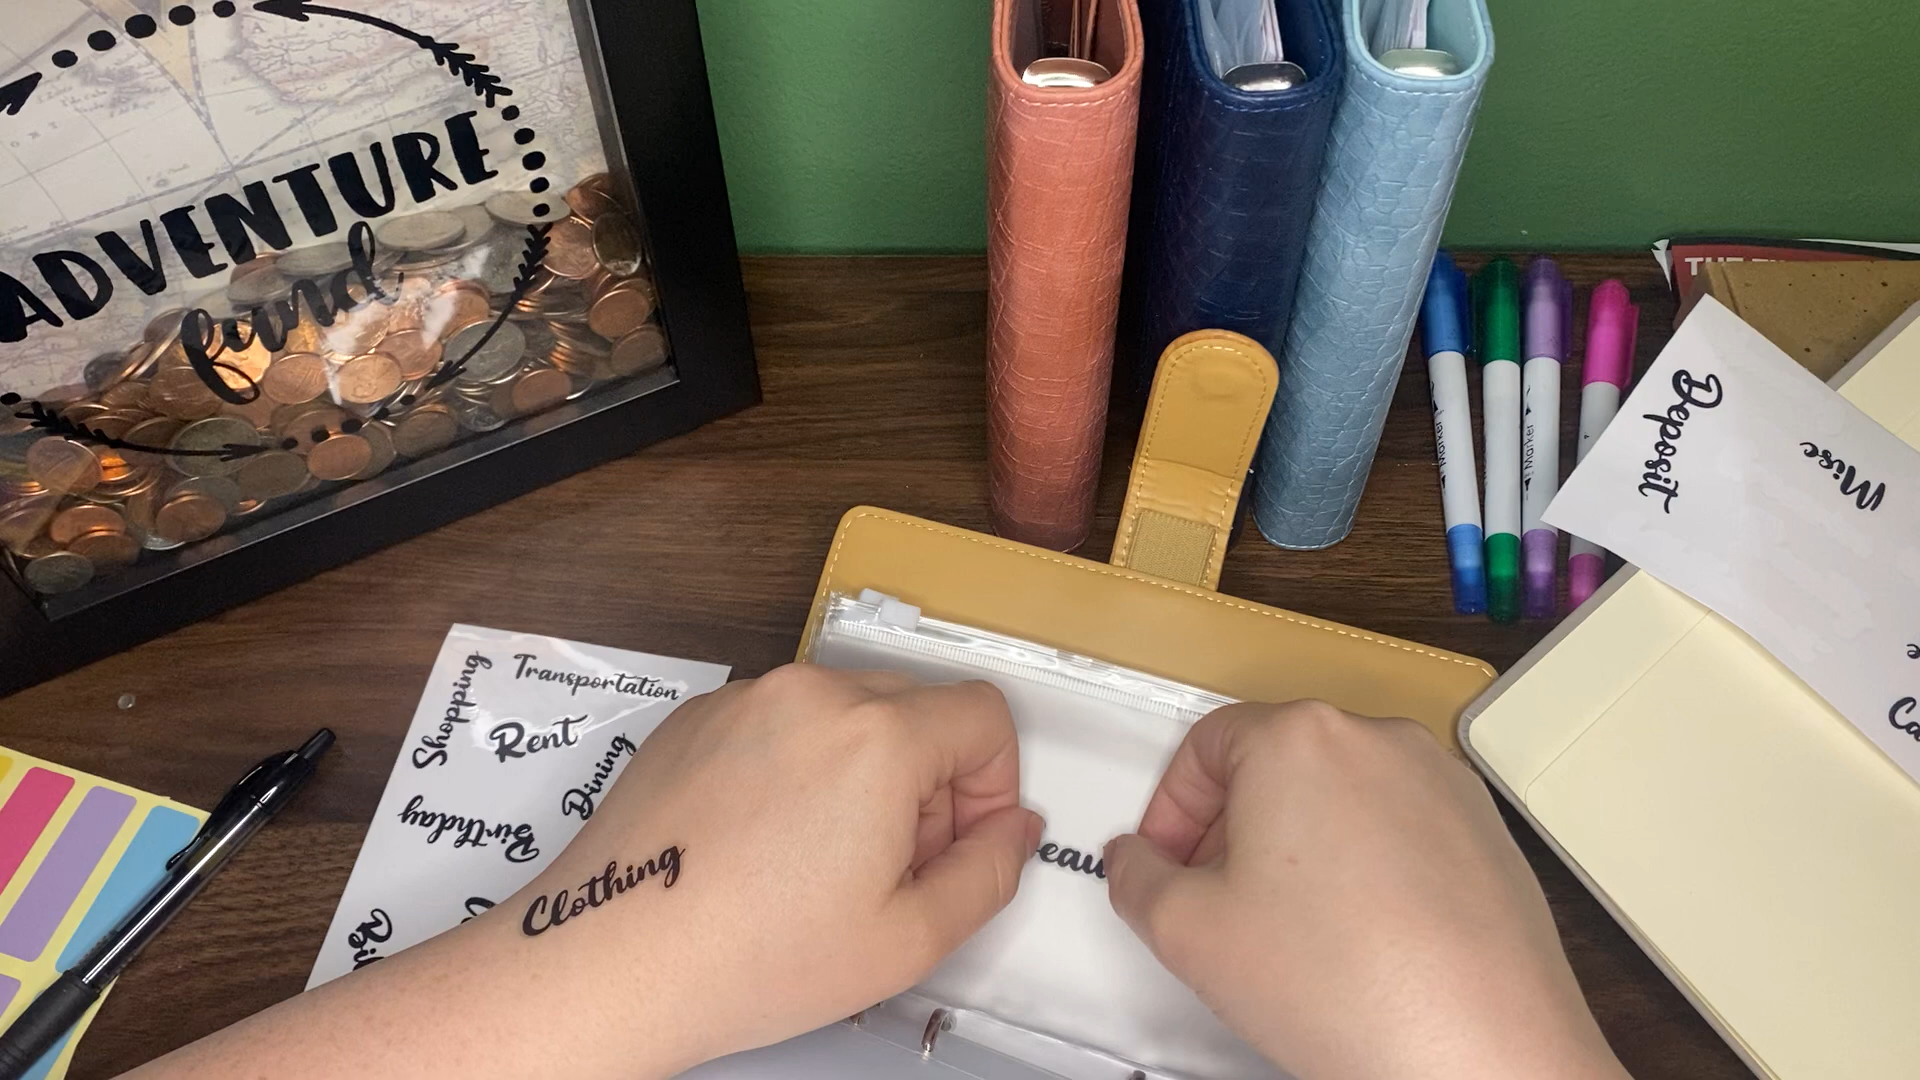 ADVENTURE
fund
Shopping
Transportation
Rent
Dining
Birthday
Clothing
Deposit
Misc
Marker
Marker